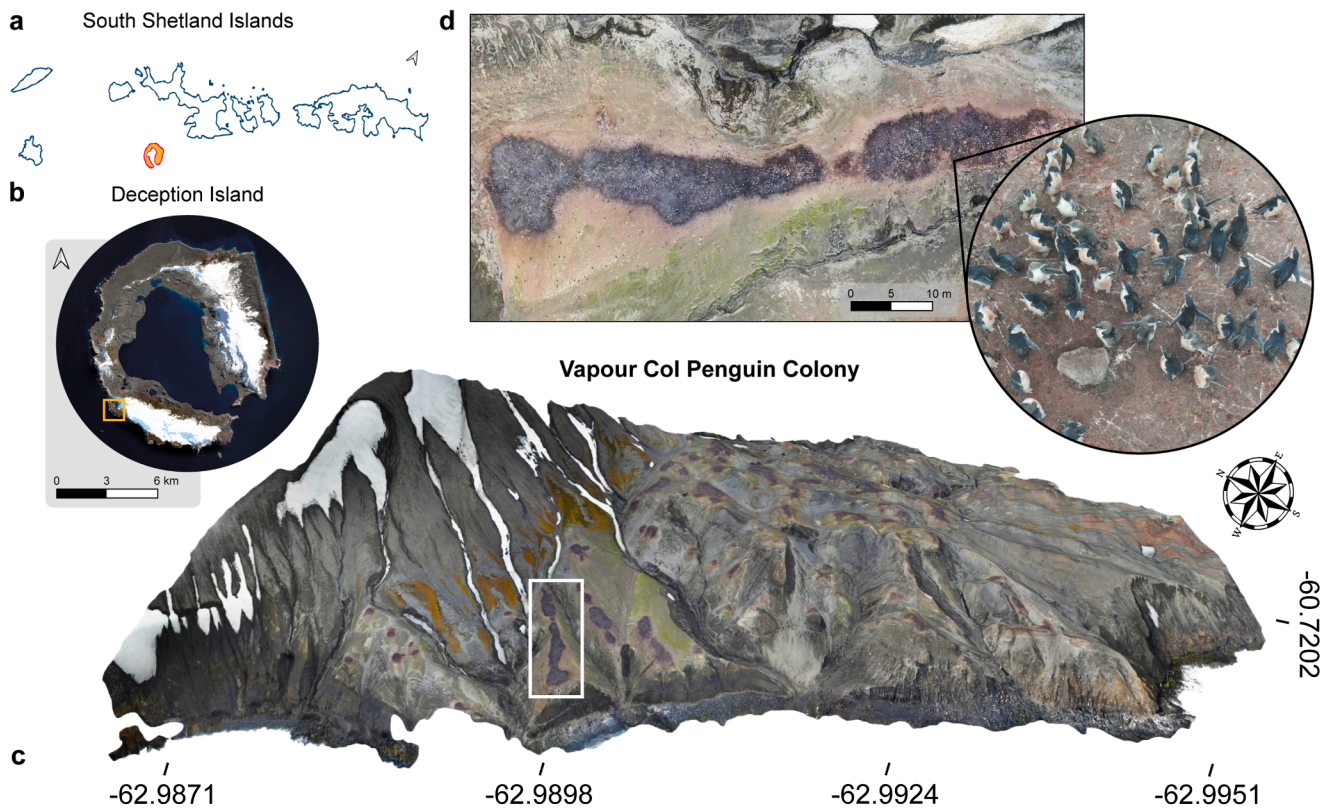 a
South Shetland Islands
b
Deception Island
0 3 6 km
d
0 5 10 m
Vapour Col Penguin Colony
N
E
S
W
-60.7202
c
-62.9871
-62.9898
-62.9924
-62.9951